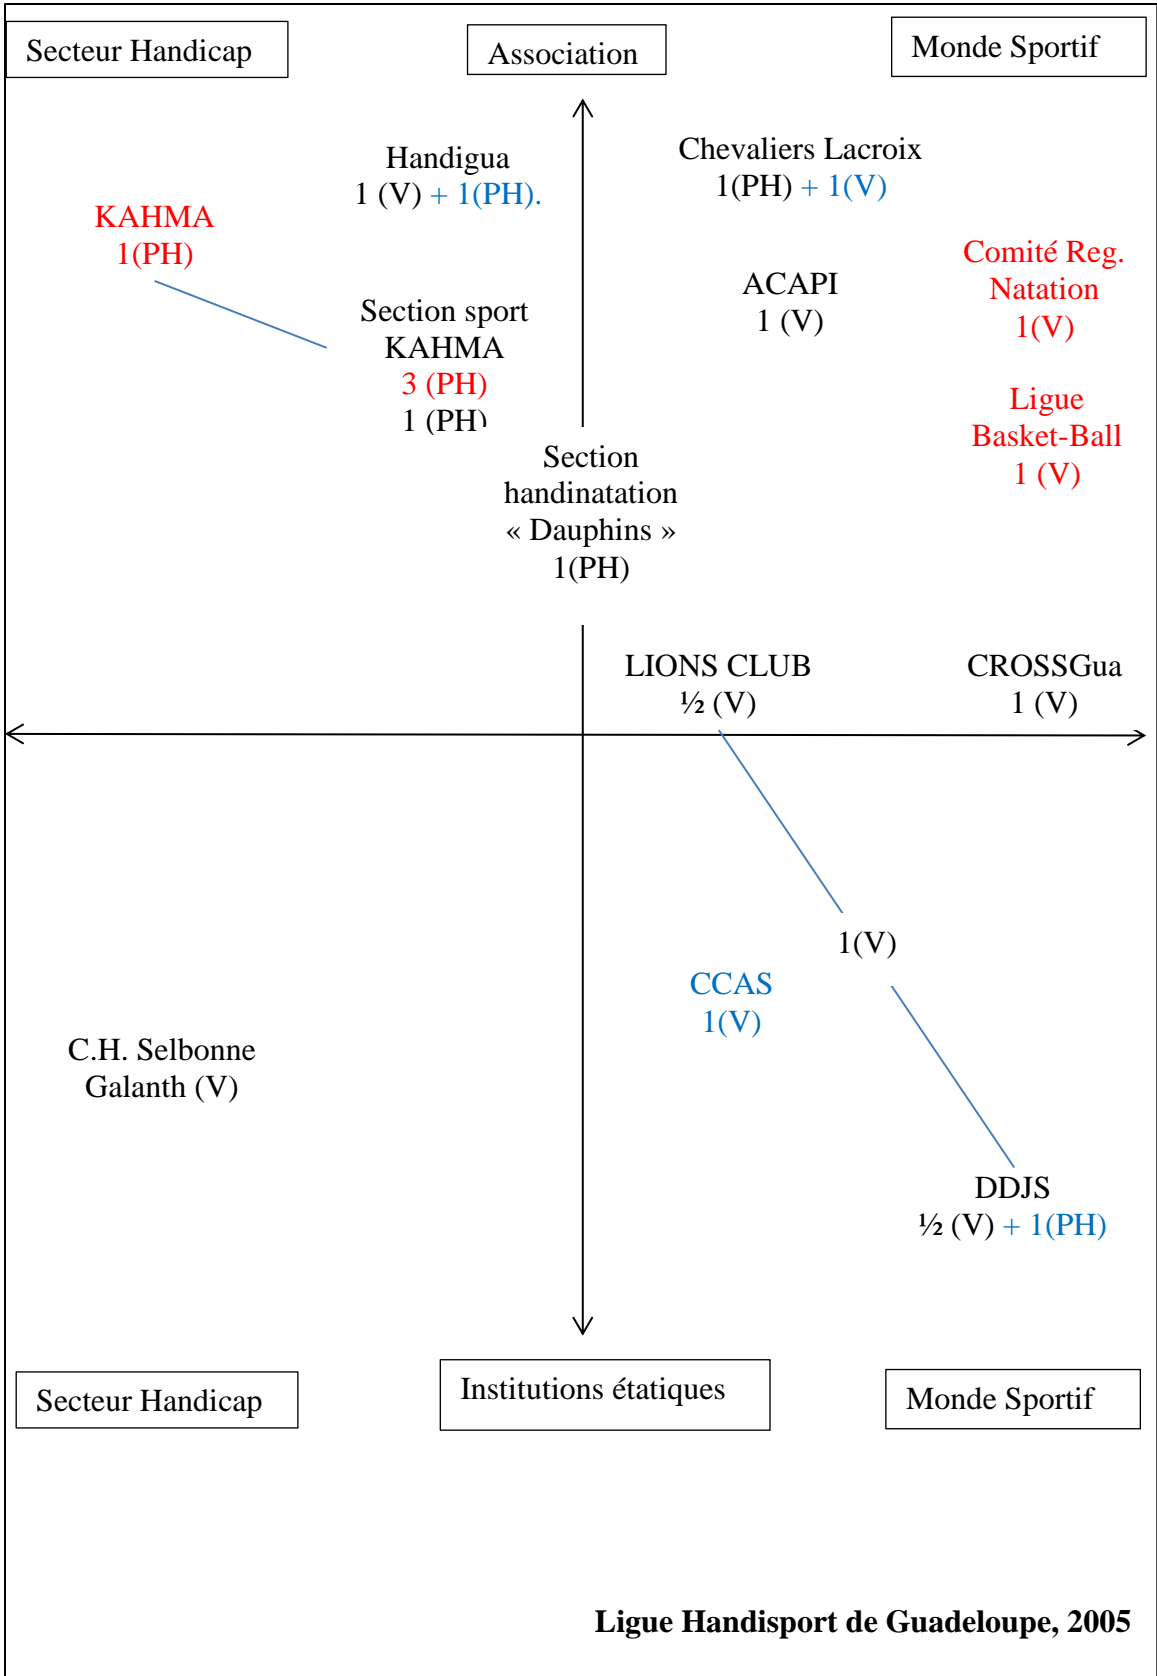 Secteur Handicap
Association
Monde Sportif
Handigua
1 (V) + 1(PH).
Chevaliers Lacroix
1(PH) + 1(V)
KAHMA
1(PH)
Comité Reg.
Natation
1(V)
ACAPI
1 (V)
Section sport
KAHMA
3 (PH)
1 (PH)
Ligue
Basket-Ball
1 (V)
Section
handinatation
« Dauphins »
1(PH)
LIONS CLUB
½ (V)
CROSSGua
1 (V)
1(V)
CCAS
1(V)
C.H. Selbonne
Galanth (V)
DDJS
½ (V) + 1(PH)
Secteur Handicap
Institutions étatiques
Monde Sportif
Ligue Handisport de Guadeloupe, 2005